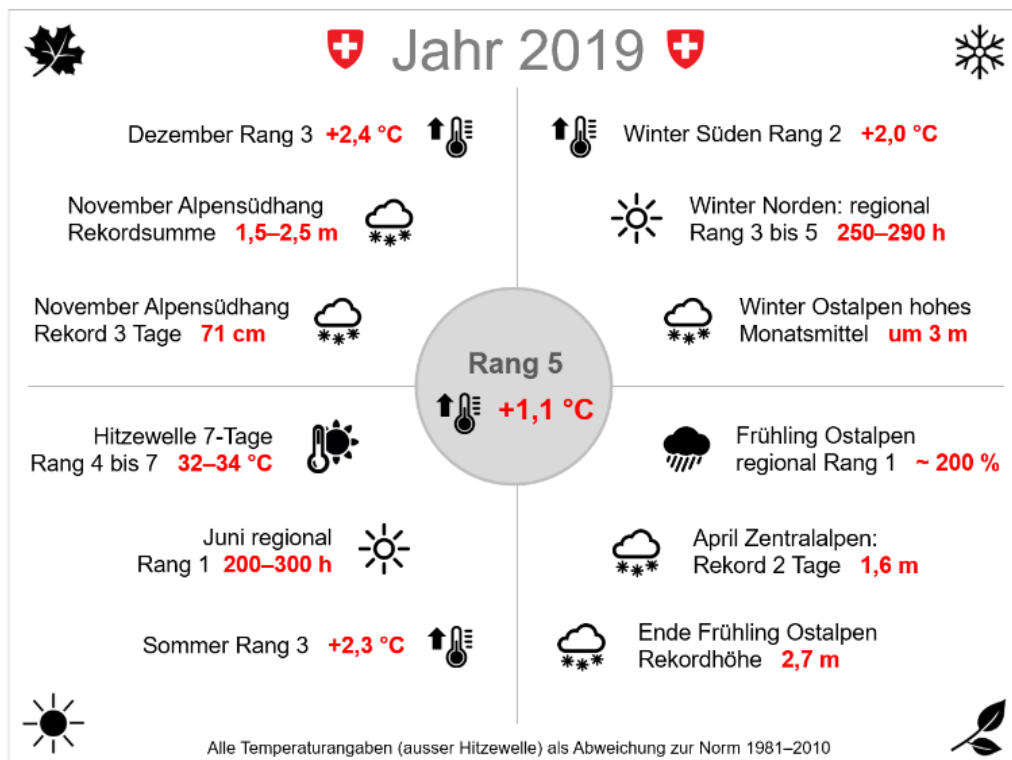 Jahr 2019
Dezember Rang 3 +2,4 °C
November Alpensüdhang
Rekordsumme 1,5–2,5 m
November Alpensüdhang
Rekord 3 Tage 71 cm
Winter Süden Rang 2 +2,0 °C
Winter Norden: regional
Rang 3 bis 5 250–290 h
Winter Ostalpen hohes
Monatsmittel um 3 m
Rang 5
+1,1 °C
Hitzewelle 7-Tage
Rang 4 bis 7 32–34 °C
Juni regional
Rang 1 200–300 h
Sommer Rang 3 +2,3 °C
Frühling Ostalpen
regional Rang 1 ~ 200 %
April Zentralalpen:
Rekord 2 Tage 1,6 m
Ende Frühling Ostalpen
Rekordhöhe 2,7 m
Alle Temperaturangaben (ausser Hitzewelle) als Abweichung zur Norm 1981–2010